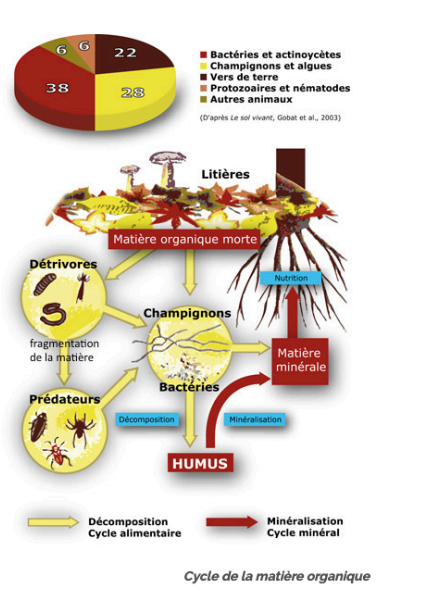 6
6
22
38
28
Bactéries et actinoycètes
Champignons et algues
Vers de terre
Protozoaires et nématodes
Autres animaux
(D'après Le sol vivant, Gobat et al., 2003)
Litières
Matière organique morte
Détrivores
Nutrition
Champignons
fragmentation
de la matière
Matière
minérale
Bactéries
Prédateurs
Décomposition
Minéralisation
HUMUS
Décomposition
Cycle alimentaire
Minéralisation
Cycle minéral
Cycle de la matière organique